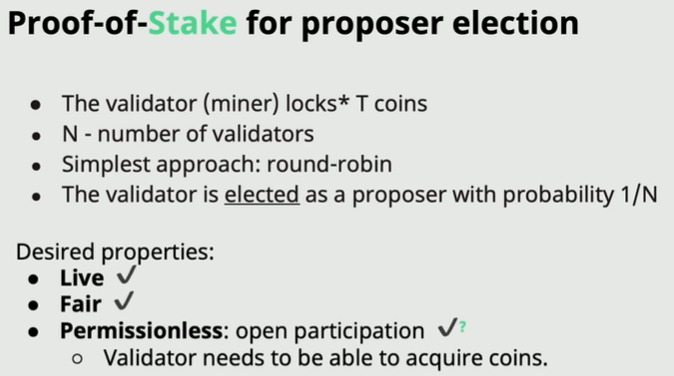 Proof-of-Stake for proposer election
● The validator (miner) locks* T coins
● N - number of validators
● Simplest approach: round-robin
● The validator is elected as a proposer with probability 1/N
Desired properties:
● Live ✓
● Fair ✓
● Permissionless: open participation ✓?
○ Validator needs to be able to acquire coins.